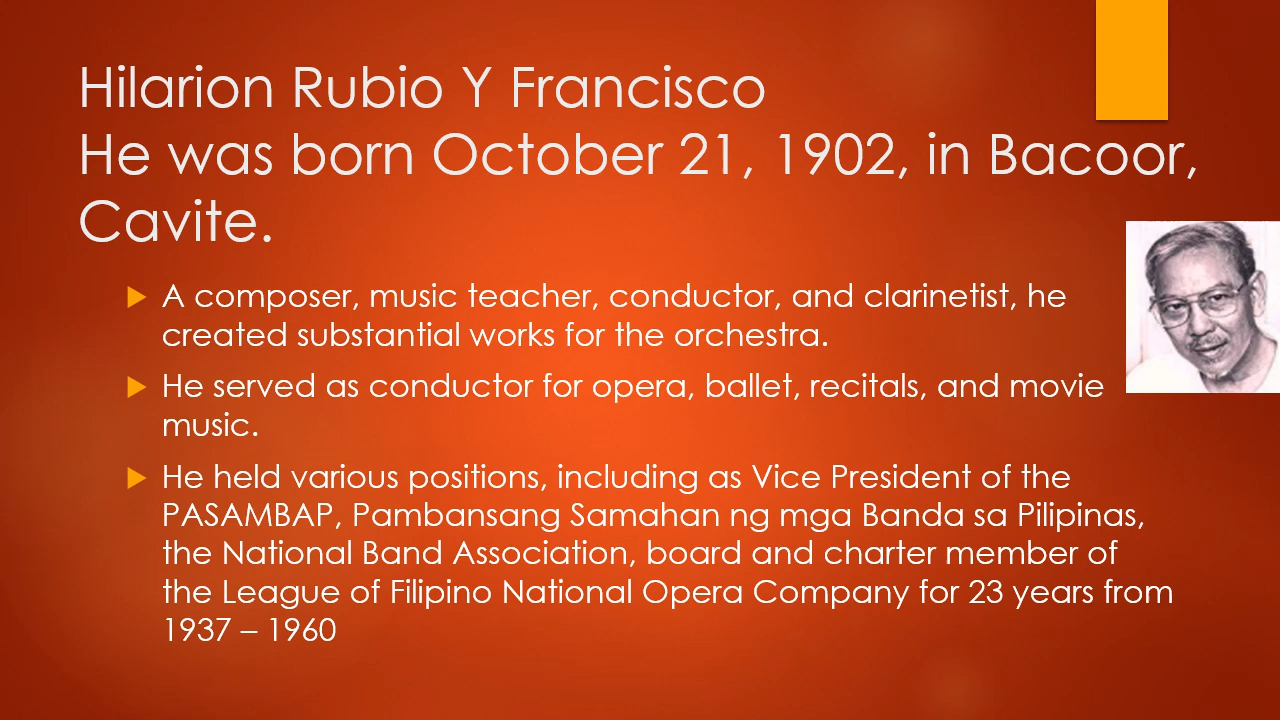 Hilarion Rubio Y Francisco
He was born October 21, 1902, in Bacoor,
Cavite.
A composer, music teacher, conductor, and clarinetist, he
created substantial works for the orchestra.
He served as conductor for opera, ballet, recitals, and movie
music.
He held various positions, including as Vice President of the
PASAMBAP, Pambansang Samahan ng mga Banda sa Pilipinas,
the National Band Association, board and charter member of
the League of Filipino National Opera Company for 23 years from
1937 – 1960